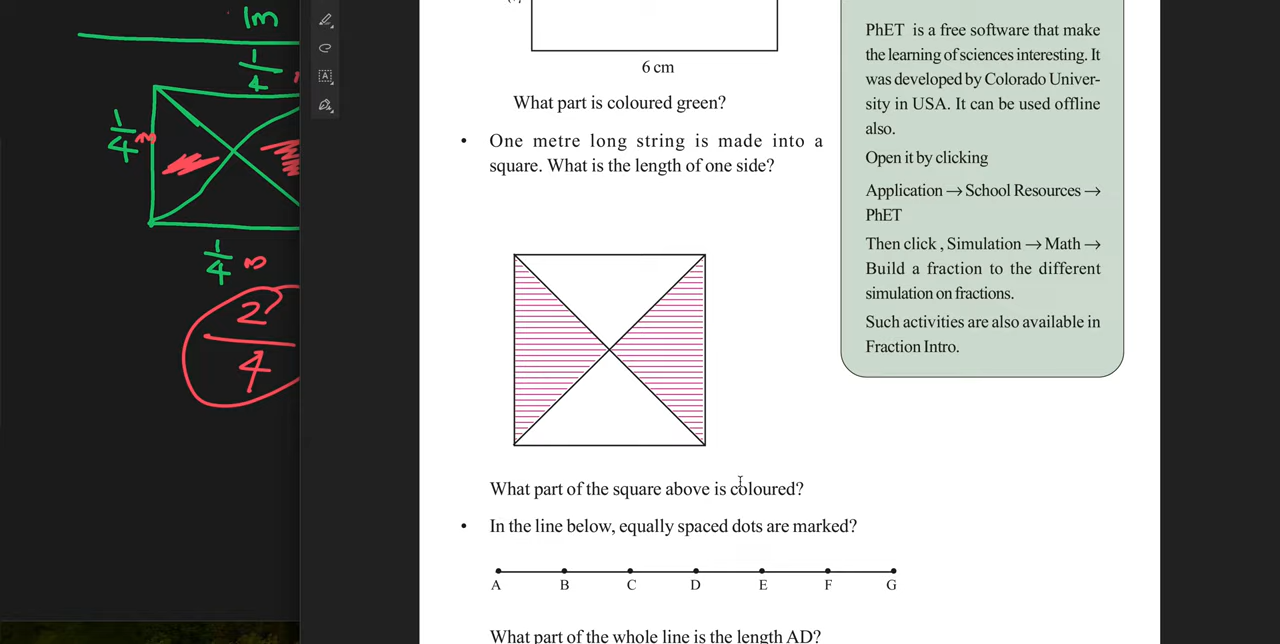 1m
1/4
1/4 m
1/4 m
2
4
6 cm
What part is coloured green?
• One metre long string is made into a
square. What is the length of one side?
What part of the square above is coloured?
• In the line below, equally spaced dots are marked?
A B C D E F G
What part of the whole line is the length AD?
PhET is a free software that make
the learning of sciences interesting. It
was developed by Colorado Univer-
sity in USA. It can be used offline
also.
Open it by clicking
Application → School Resources →
PhET
Then click , Simulation → Math →
Build a fraction to the different
simulation on fractions.
Such activities are also available in
Fraction Intro.